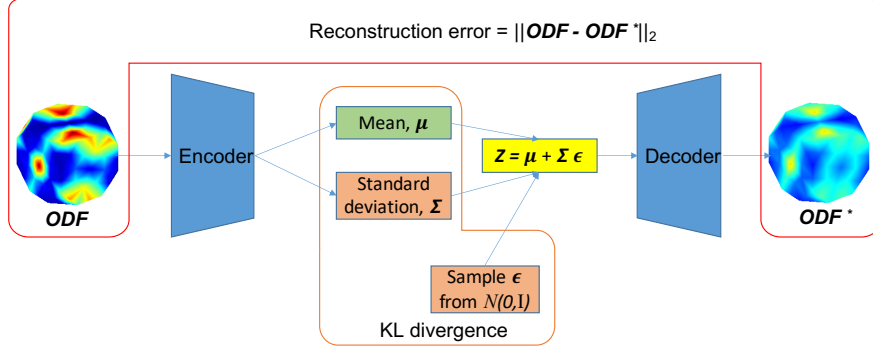 Reconstruction error = ||ODF - ODF *||₂
Encoder
Mean, μ
Standard
deviation, Σ
Z = μ + Σ ϵ
Decoder
ODF
ODF *
Sample ϵ
from N(0,I)
KL divergence